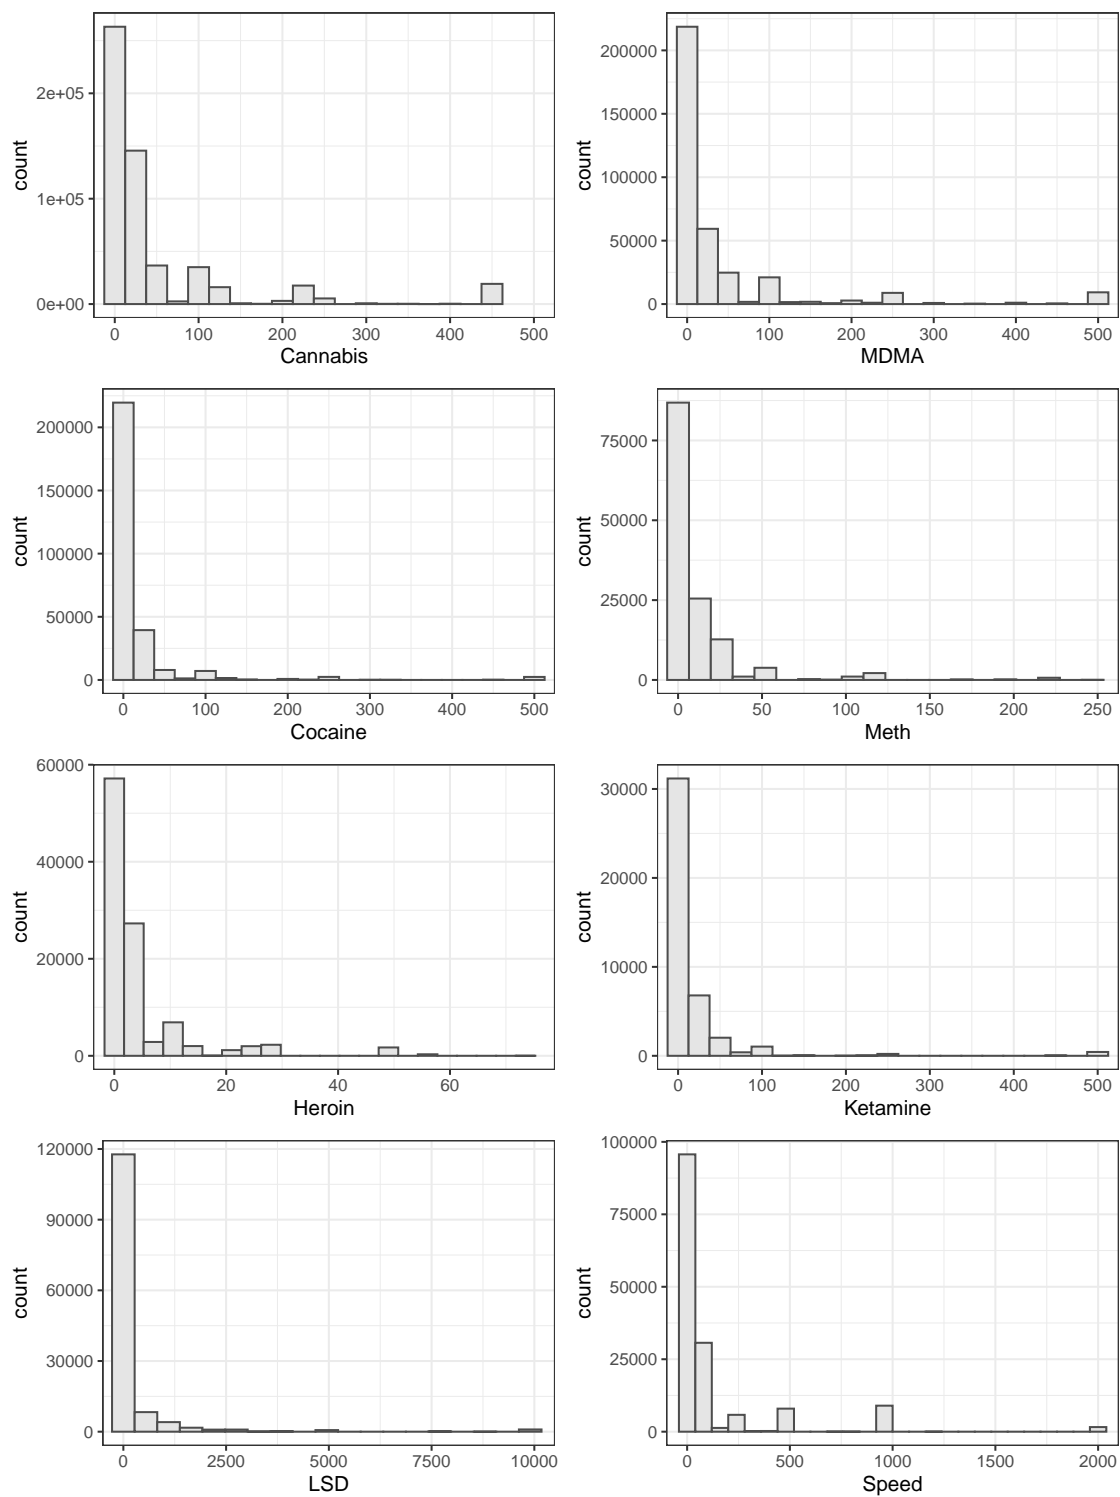 count
2e+05
1e+05
0e+00
0 100 200 300 400 500
Cannabis
count
200000
150000
100000
50000
0
0 100 200 300 400 500
MDMA
count
200000
150000
100000
50000
0
0 100 200 300 400 500
Cocaine
count
75000
50000
25000
0
0 50 100 150 200 250
Meth
count
60000
40000
20000
0
0 20 40 60
Heroin
count
30000
20000
10000
0
0 100 200 300 400 500
Ketamine
count
120000
90000
60000
30000
0
0 2500 5000 7500 10000
LSD
count
100000
75000
50000
25000
0
0 500 1000 1500 2000
Speed